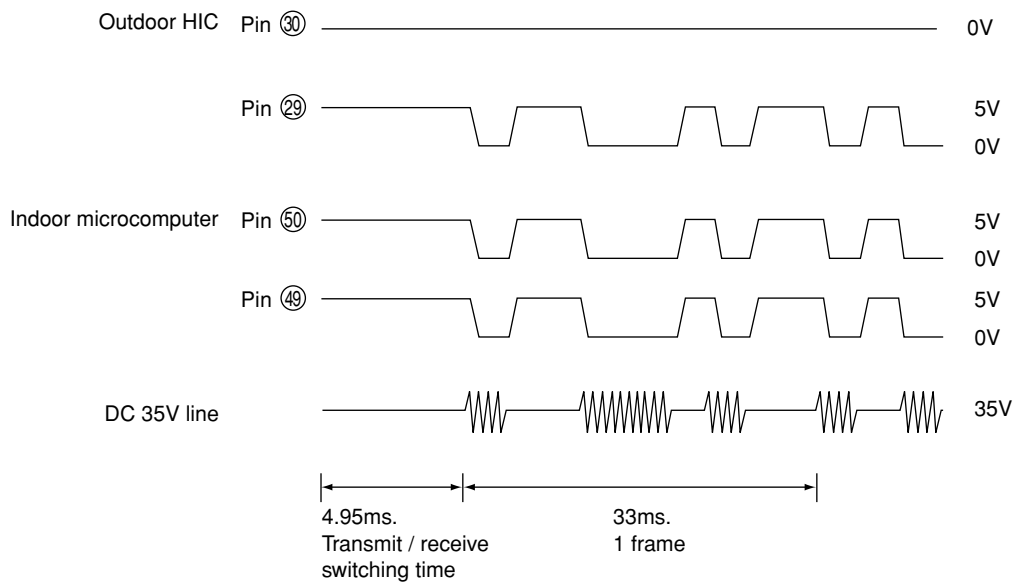 Outdoor HIC Pin ㉚ 0V
Pin ㉙ 5V
0V
Indoor microcomputer Pin ㊿ 5V
0V
Pin ㊾ 5V
0V
DC 35V line 35V
4.95ms. 33ms.
Transmit / receive 1 frame
switching time